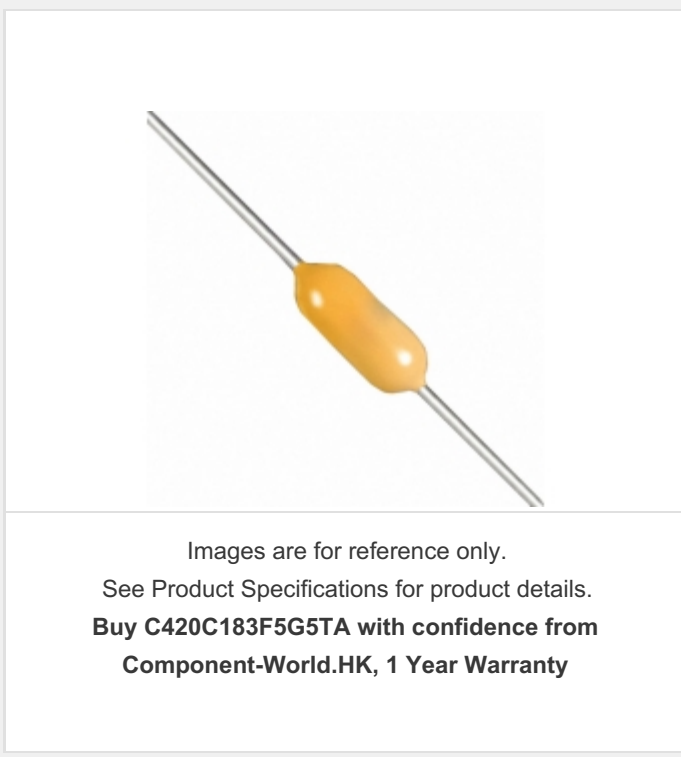 Images are for reference only.
See Product Specifications for product details.
Buy C420C183F5G5TA with confidence from
Component-World.HK, 1 Year Warranty